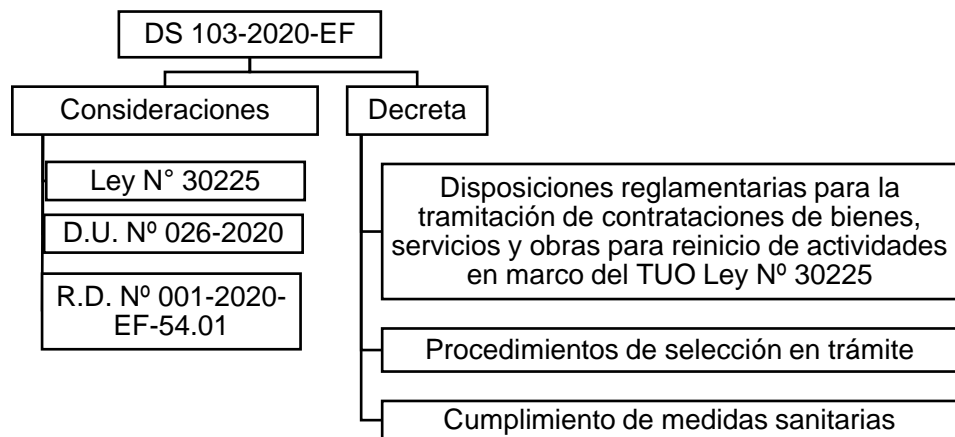 DS 103-2020-EF
Consideraciones
Decreta
Ley N° 30225
D.U. Nº 026-2020
R.D. Nº 001-2020-
EF-54.01
Disposiciones reglamentarias para la
tramitación de contrataciones de bienes,
servicios y obras para reinicio de actividades
en marco del TUO Ley Nº 30225
Procedimientos de selección en trámite
Cumplimiento de medidas sanitarias